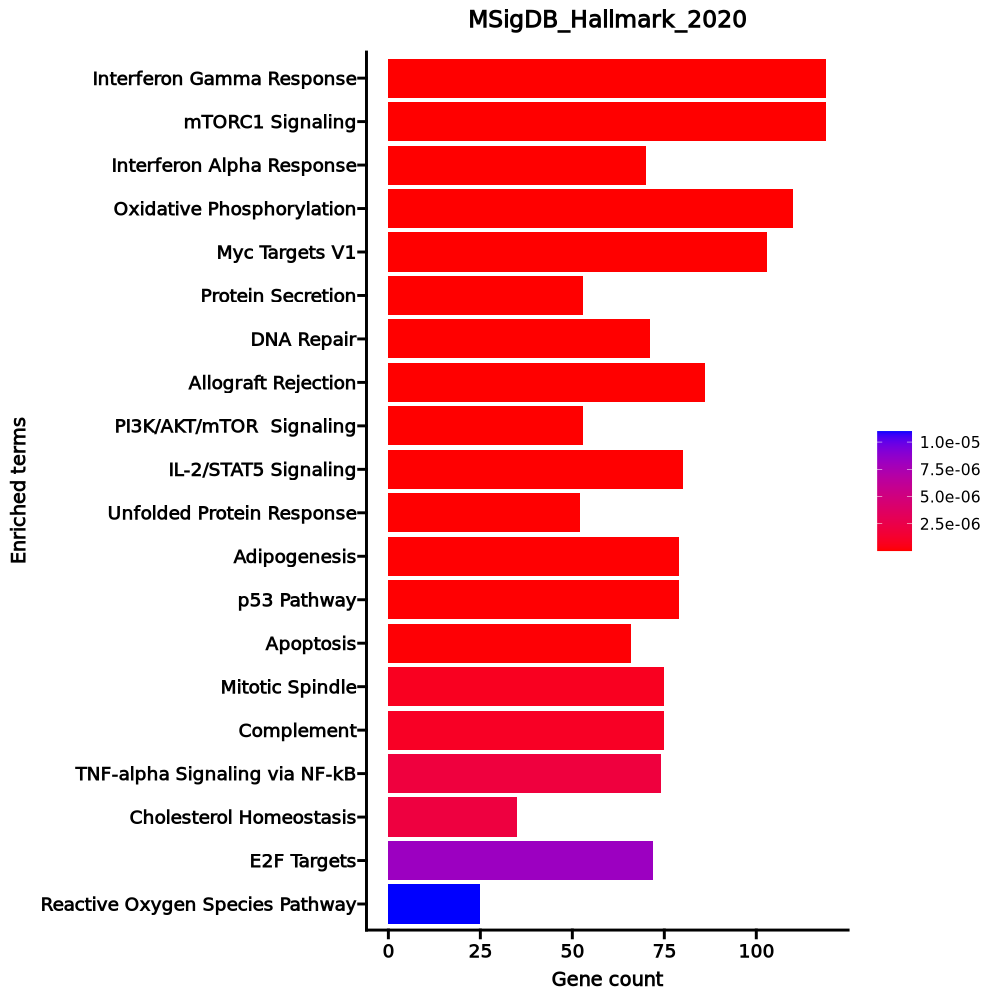 MSigDB_Hallmark_2020
Interferon Gamma Response
mTORC1 Signaling
Interferon Alpha Response
Oxidative Phosphorylation
Myc Targets V1
Protein Secretion
DNA Repair
Allograft Rejection
PI3K/AKT/mTOR  Signaling
IL-2/STAT5 Signaling
Unfolded Protein Response
Adipogenesis
p53 Pathway
Apoptosis
Mitotic Spindle
Complement
TNF-alpha Signaling via NF-kB
Cholesterol Homeostasis
E2F Targets
Reactive Oxygen Species Pathway
Enriched terms
0 25 50 75 100
Gene count
1.0e-05
7.5e-06
5.0e-06
2.5e-06